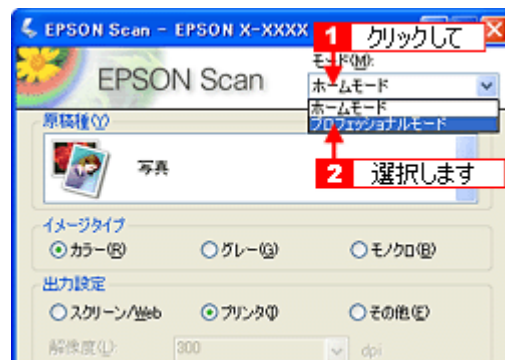 EPSON Scan - EPSON X-XXXX
1 クリックして
EPSON Scan
モード(M):
ホームモード
ホームモード
プロフェッショナルモード
2 選択します
原稿種(Y)
写真
イメージタイプ
カラー(R) グレー(G) モノクロ(B)
出力設定
スクリーン/Web プリンタ(I) その他(E)
解像度(L): 300 dpi